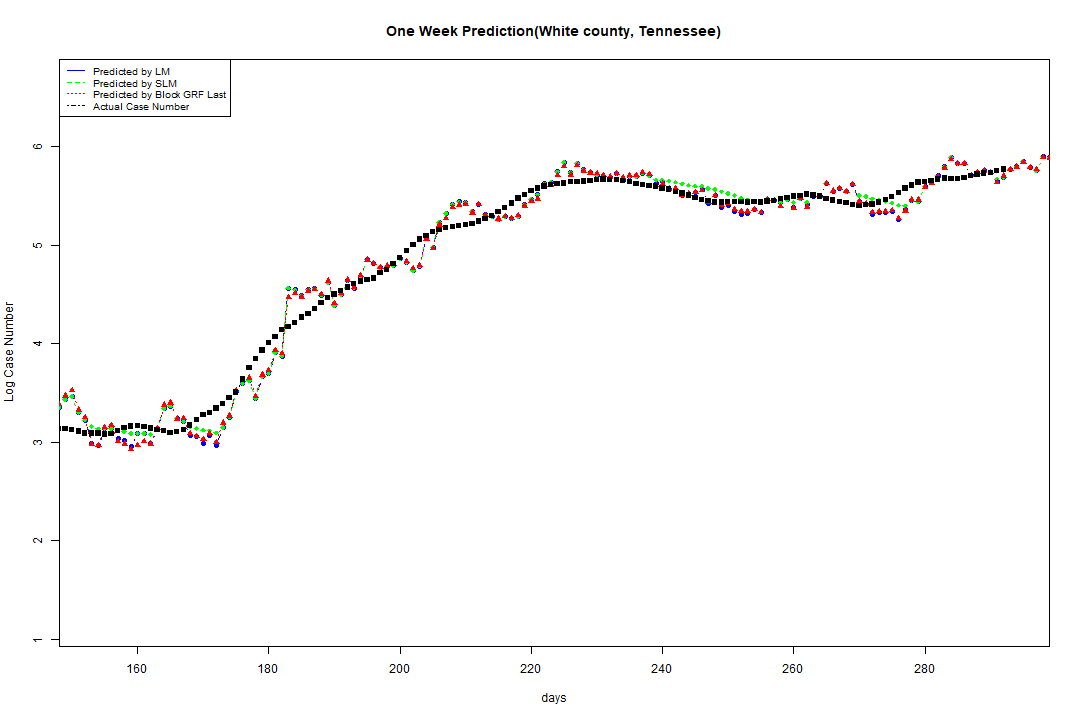 One Week Prediction(White county, Tennessee)
Predicted by LM
Predicted by SLM
Predicted by Block GRF Last
Actual Case Number
Log Case Number
6
5
4
3
2
1
160 180 200 220 240 260 280
days